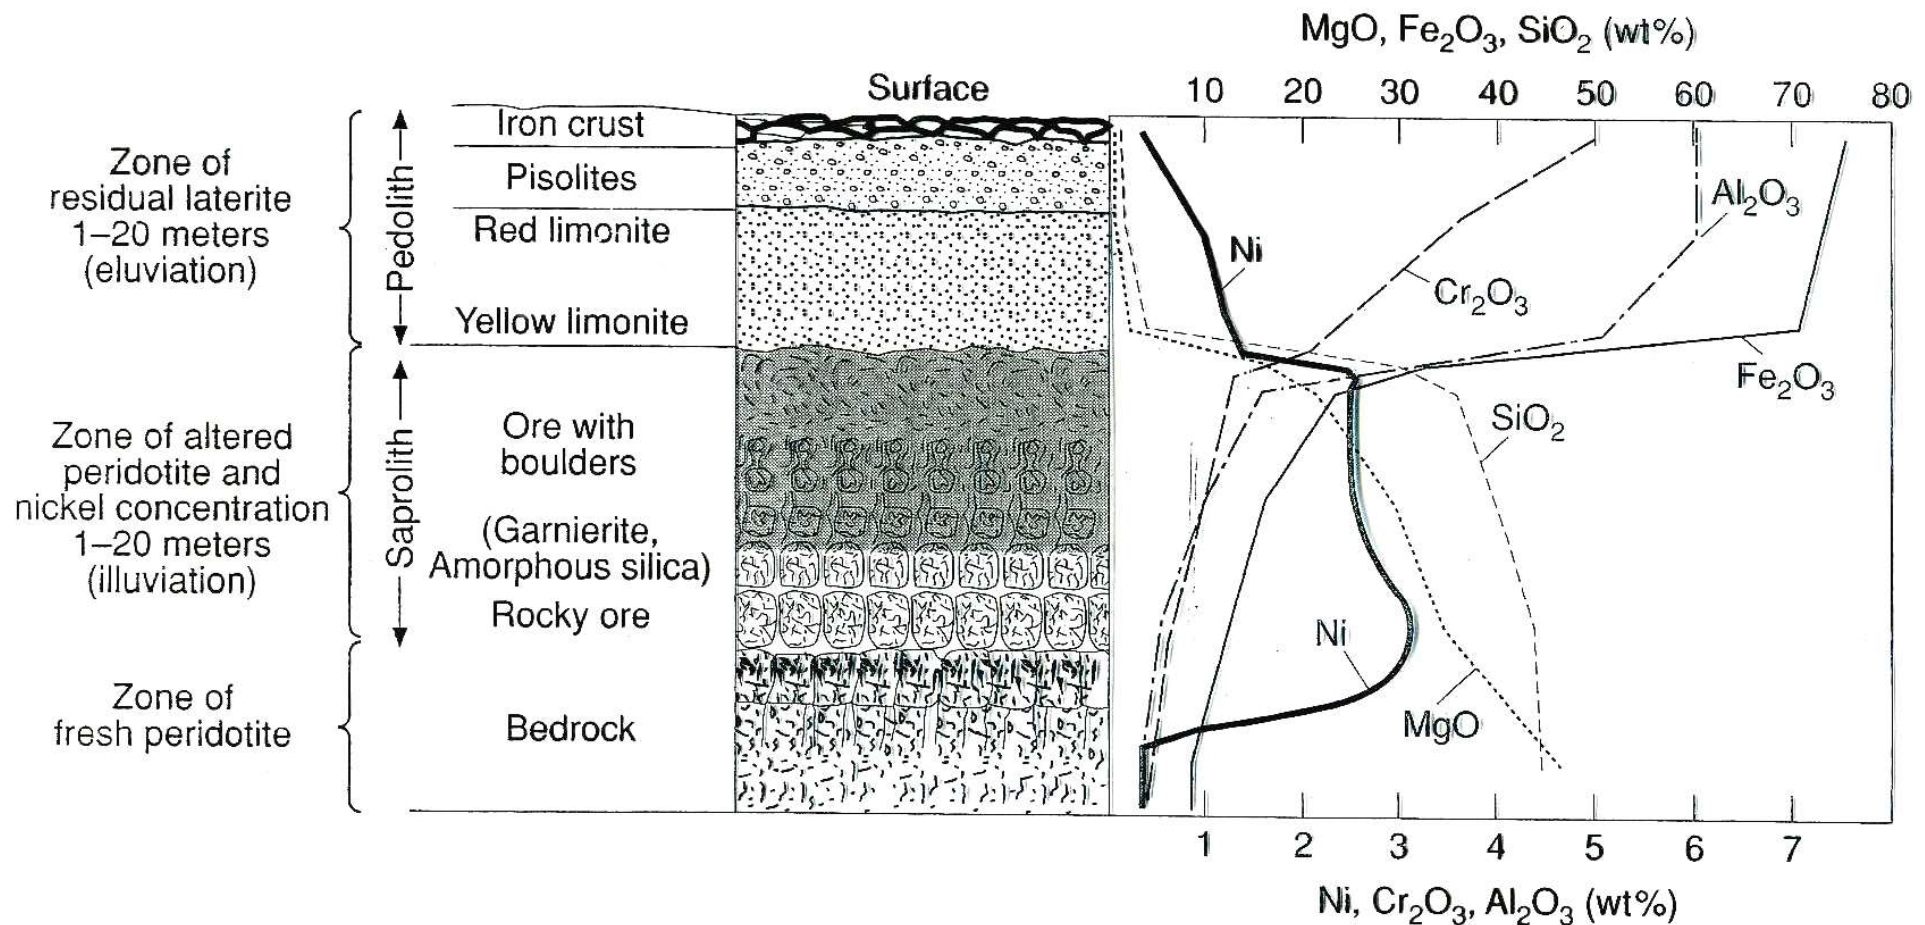 MgO, Fe₂O₃, SiO₂ (wt%)
Surface
10 20 30 40 50 60 70 80
Zone of
residual laterite
1–20 meters
(eluviation)
Pedolith
Iron crust
Pisolites
Red limonite
Yellow limonite
Ni
Cr₂O₃
Al₂O₃
Fe₂O₃
SiO₂
Zone of altered
peridotite and
nickel concentration
1–20 meters
(illuviation)
Saprolith
Ore with
boulders
(Garnierite,
Amorphous silica)
Rocky ore
Ni
MgO
Zone of
fresh peridotite
Bedrock
1 2 3 4 5 6 7
Ni, Cr₂O₃, Al₂O₃ (wt%)